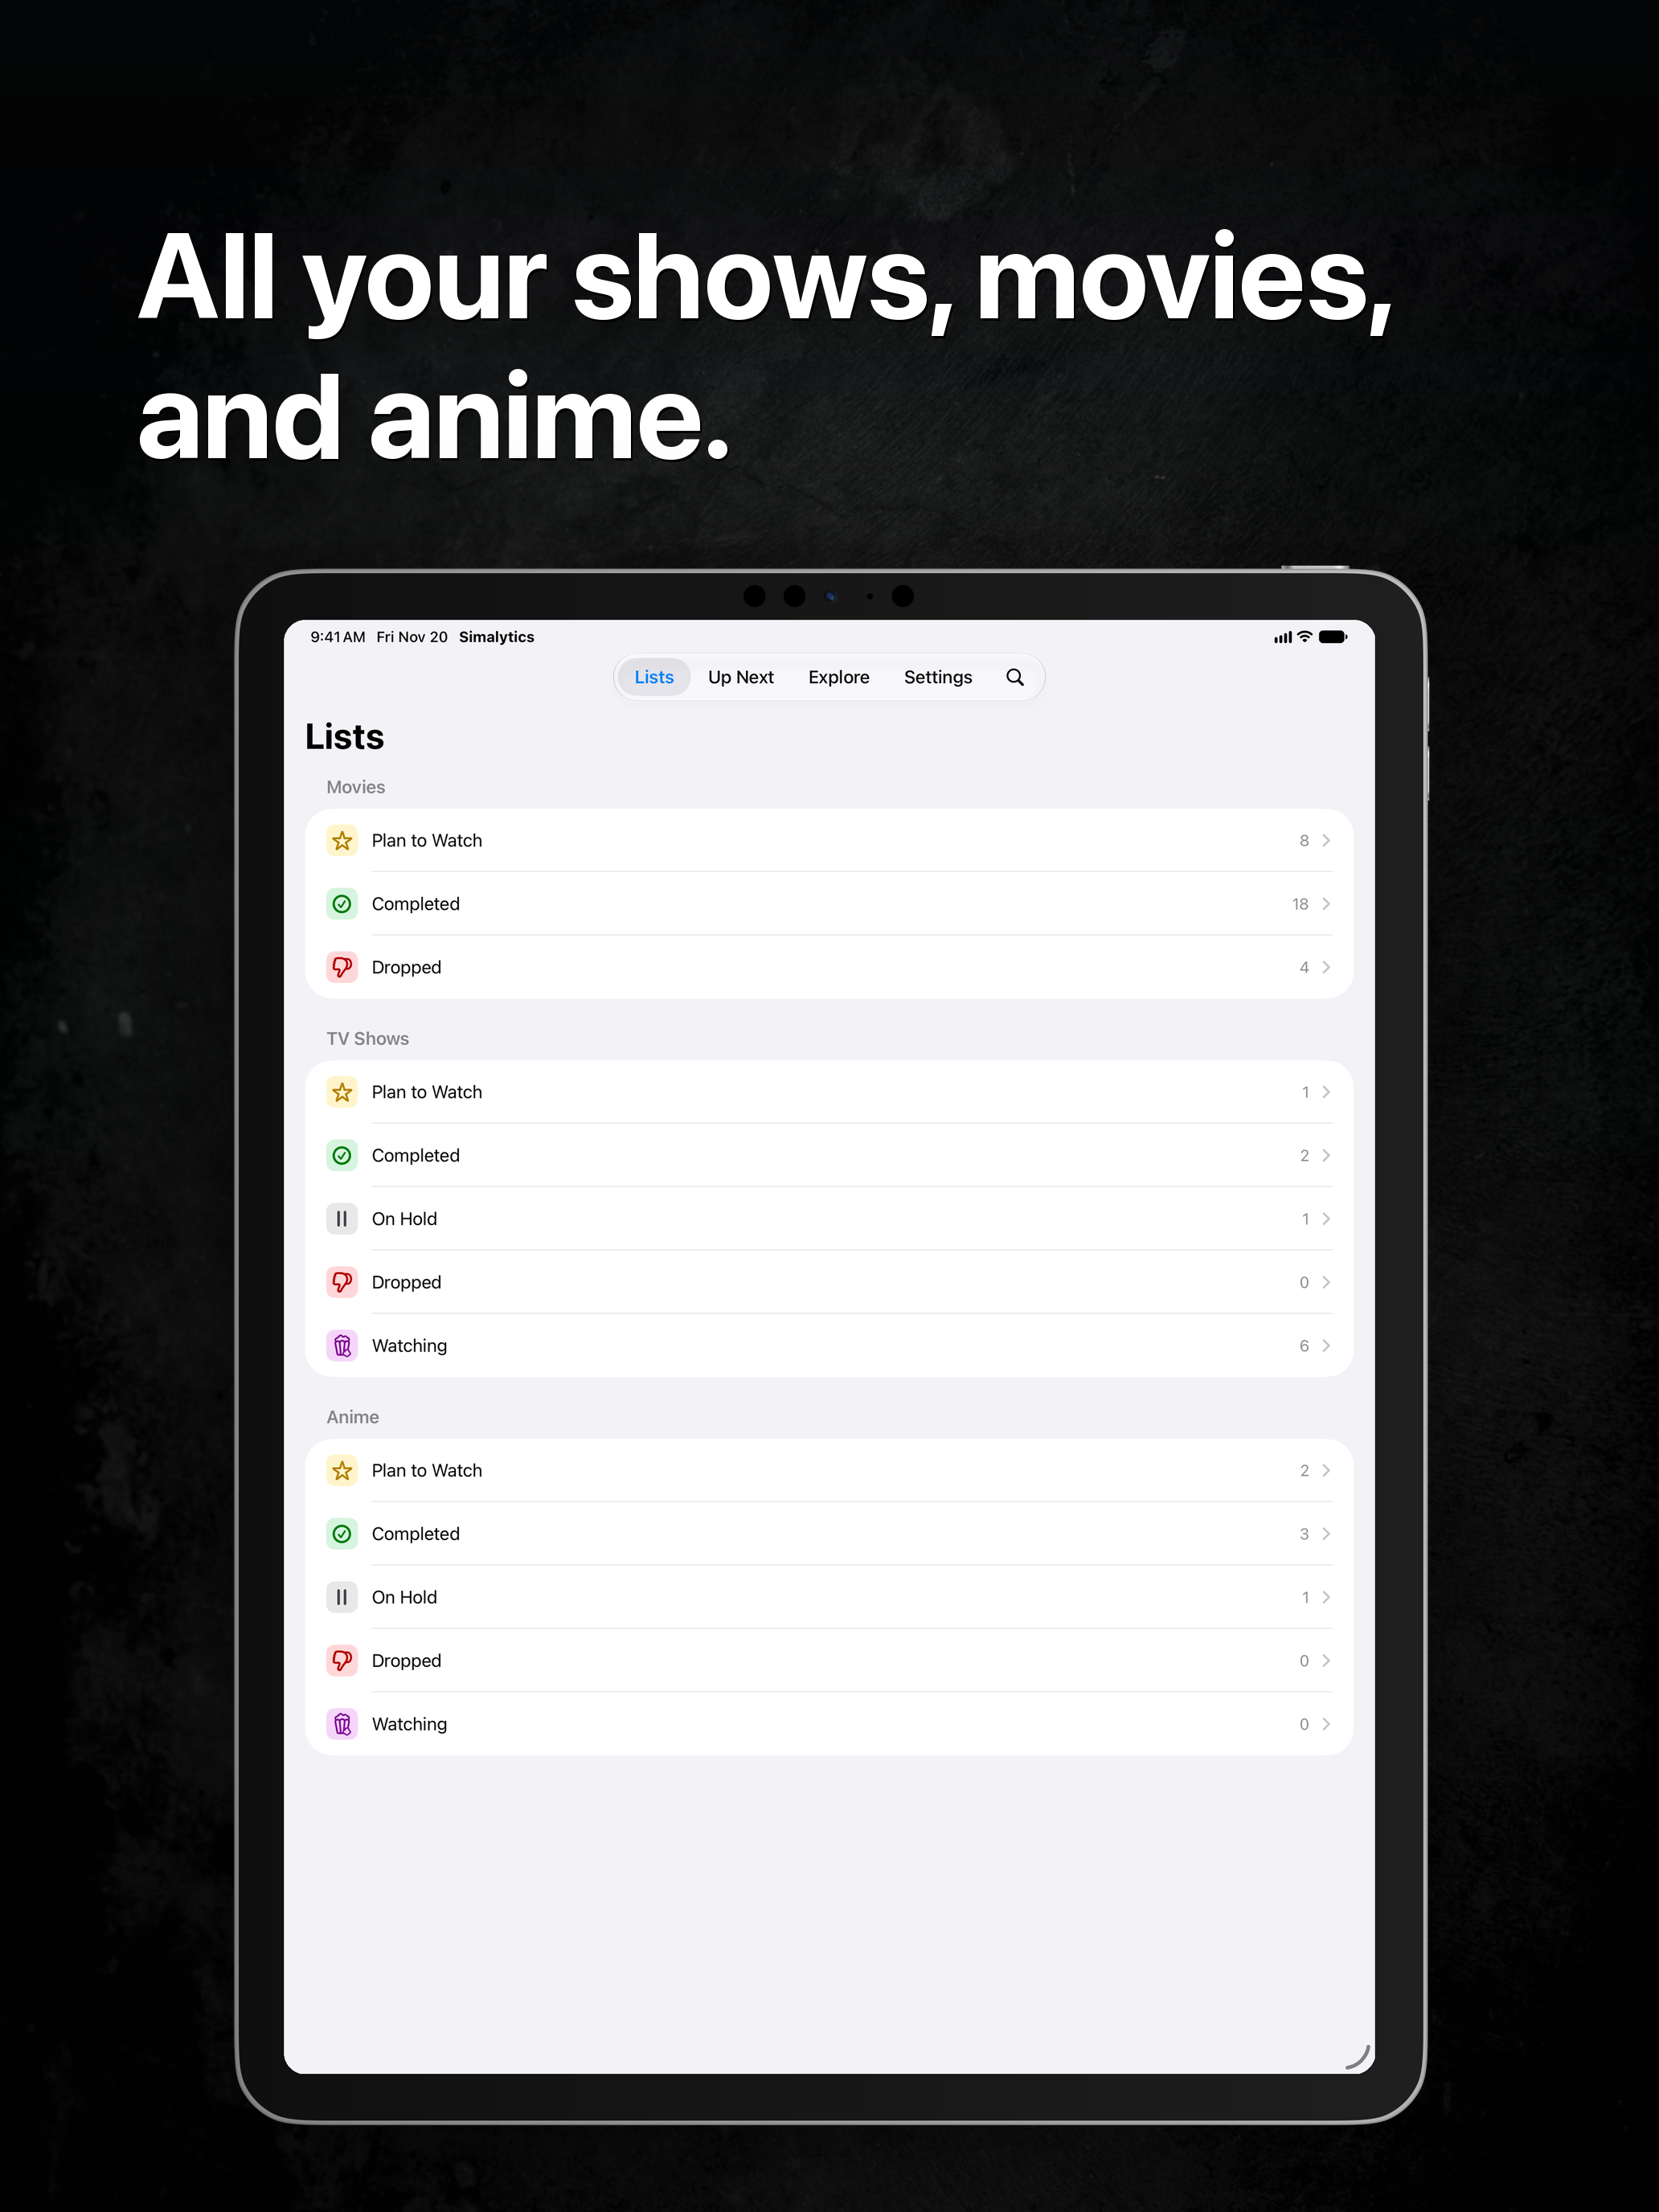 All your shows, movies,
and anime.
9:41 AM Fri Nov 20 Simalytics
Lists Up Next Explore Settings
Lists
Movies
Plan to Watch 8
Completed 18
Dropped 4
TV Shows
Plan to Watch 1
Completed 2
On Hold 1
Dropped 0
Watching 6
Anime
Plan to Watch 2
Completed 3
On Hold 1
Dropped 0
Watching 0